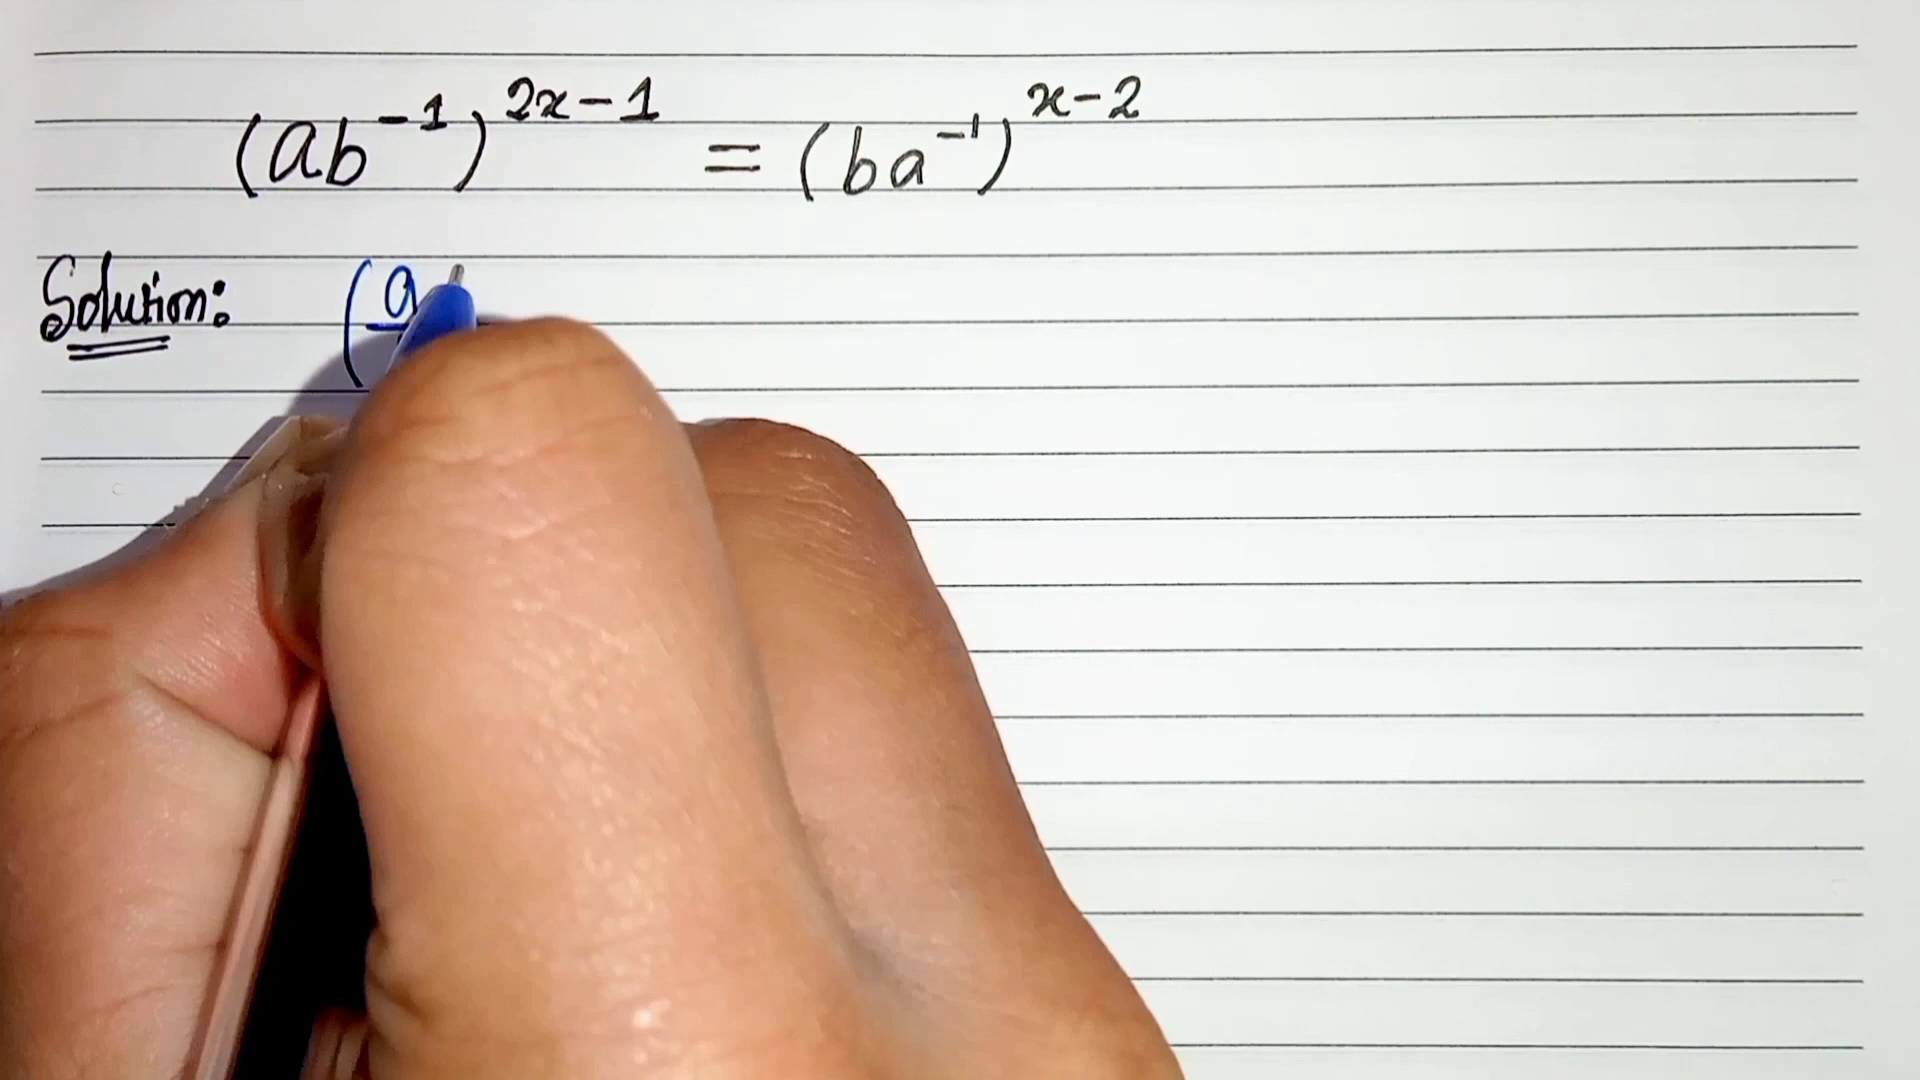 (ab⁻¹)²ˣ⁻¹ = (ba⁻¹)ˣ⁻²
Solution: (a